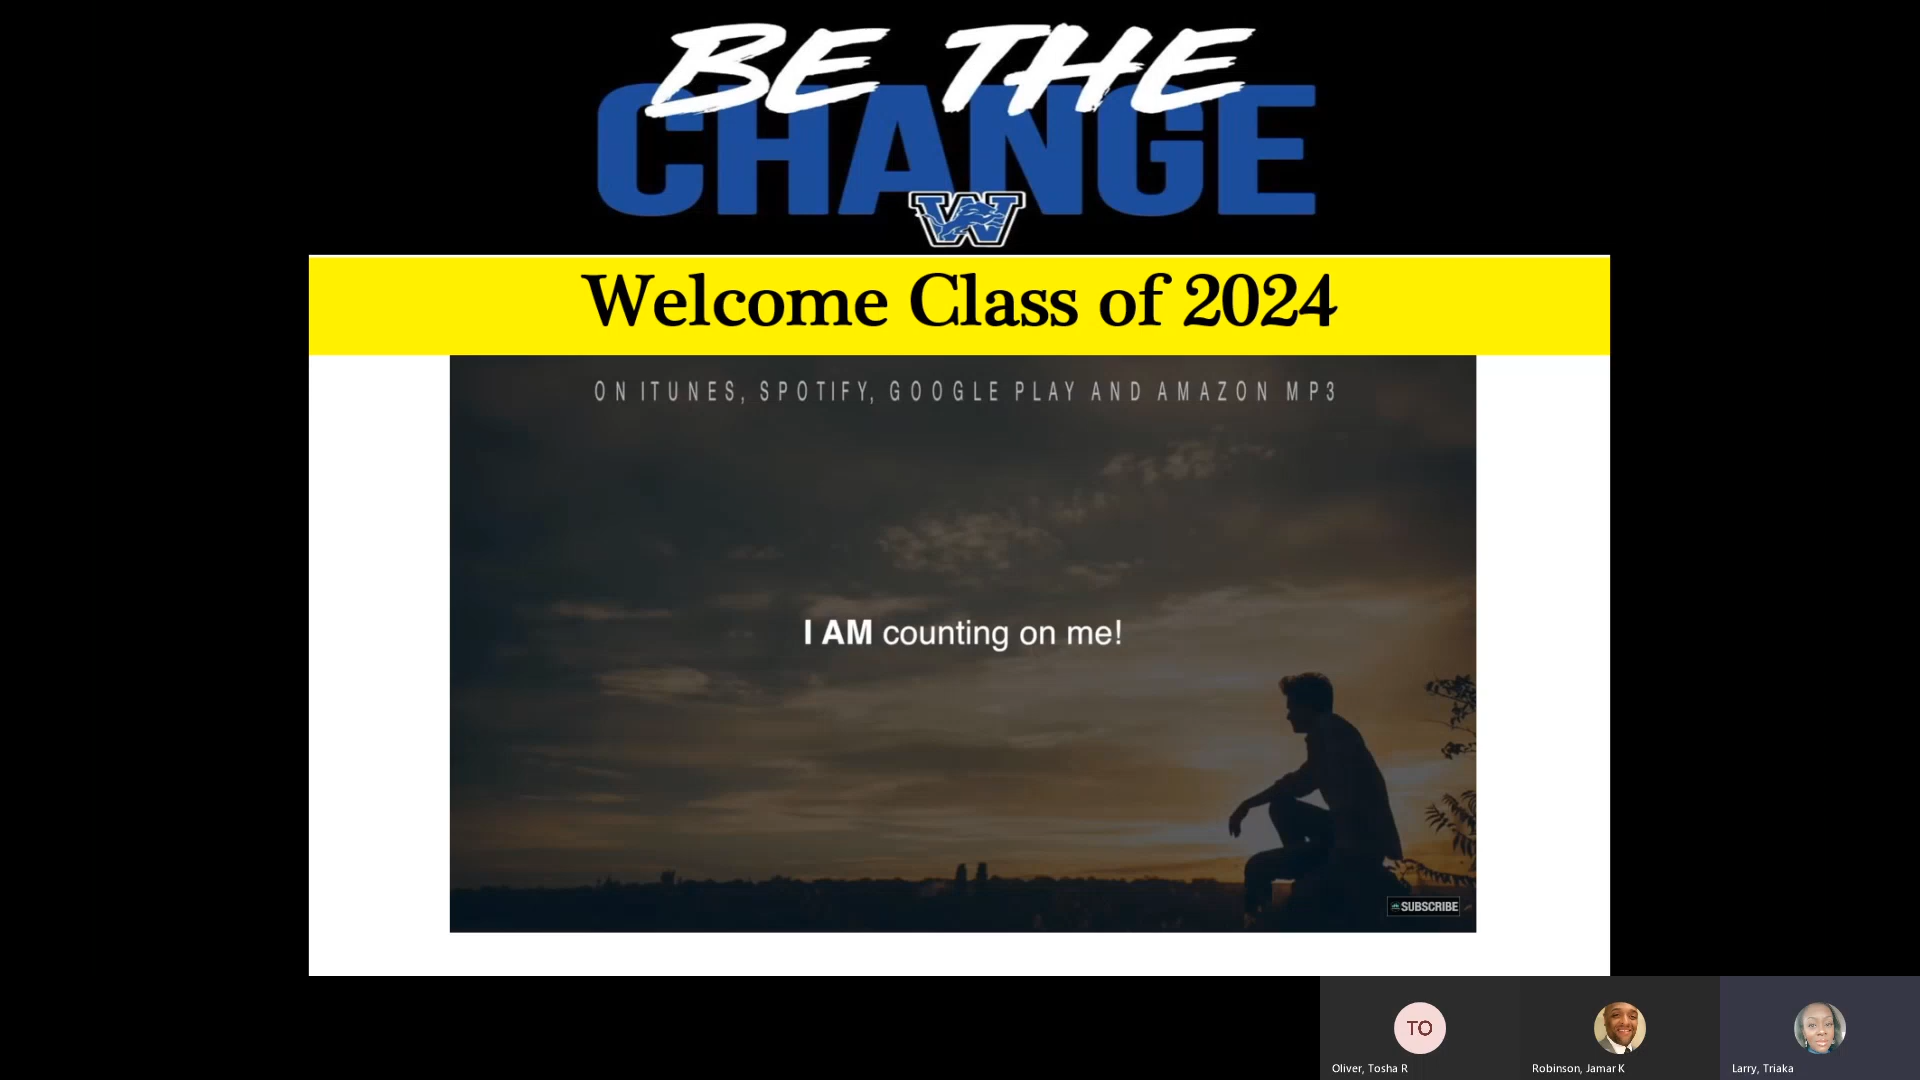 BE THE
CHANGE
W
Welcome Class of 2024
ON ITUNES, SPOTIFY, GOOGLE PLAY AND AMAZON MP3
I AM counting on me!
SUBSCRIBE
TO
Oliver, Tosha R
Robinson, Jamar K
Larry, Triaka